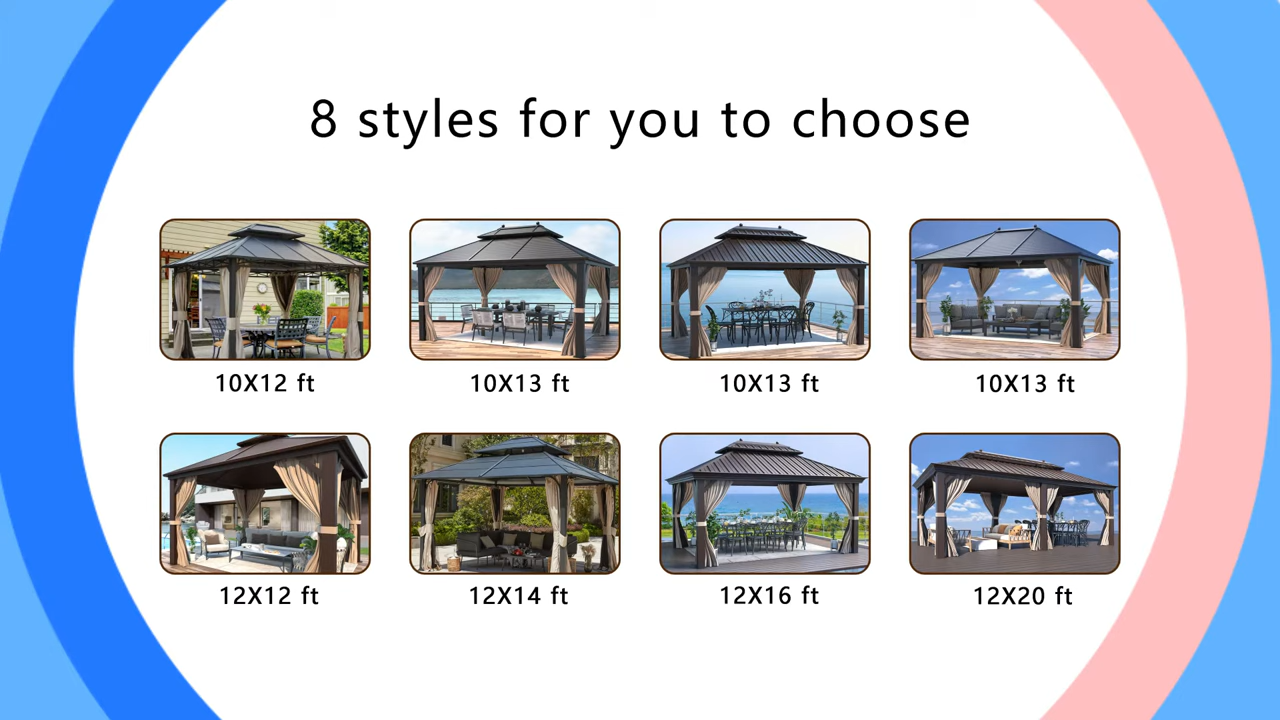 8 styles for you to choose
10X12 ft
10X13 ft
10X13 ft
10X13 ft
12X12 ft
12X14 ft
12X16 ft
12X20 ft